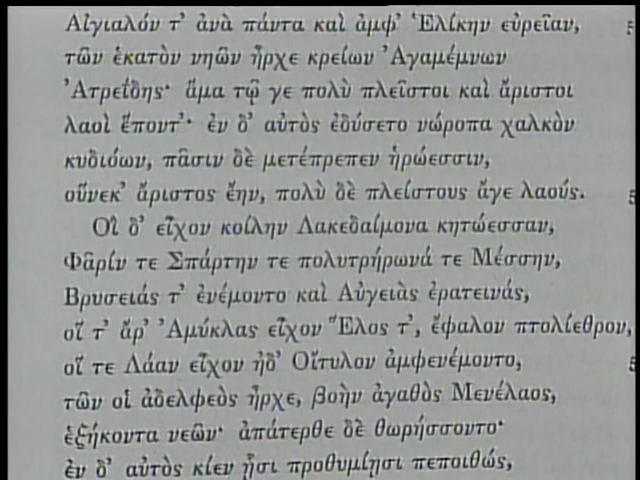 Αἰγιαλόν τ' ἀνὰ πάντα καὶ ἀμφ' Ἑλίκην εὐρεῖαν,
τῶν ἑκατὸν νηῶν ἦρχε κρείων Ἀγαμέμνων
Ἀτρεΐδης· ἅμα τῷ γε πολὺ πλεῖστοι καὶ ἄριστοι
λαοὶ ἕποντ'· ἐν δ' αὐτὸς ἐδύσετο νώροπα χαλκὸν
κυδιόων, πᾶσιν δὲ μετέπρεπεν ἡρώεσσιν,
οὕνεκ' ἄριστος ἔην, πολὺ δὲ πλείστους ἄγε λαούς.
Οἳ δ' εἶχον κοίλην Λακεδαίμονα κητώεσσαν,
Φᾶρίν τε Σπάρτην τε πολυτρήρωνά τε Μέσσην,
Βρυσειάς τ' ἐνέμοντο καὶ Αὐγειὰς ἐρατεινάς,
οἵ τ' ἄρ' Ἀμύκλας εἶχον Ἕλος τ', ἔφαλον πτολίεθρον,
οἵ τε Λάαν εἶχον ἠδ' Οἴτυλον ἀμφενέμοντο,
τῶν οἱ ἀδελφεὸς ἦρχε, βοὴν ἀγαθὸς Μενέλαος,
ἑξήκοντα νεῶν· ἀπάτερθε δὲ θωρήσσοντο·
ἐν δ' αὐτὸς κίεν ᾗσι προθυμίῃσι πεποιθώς,